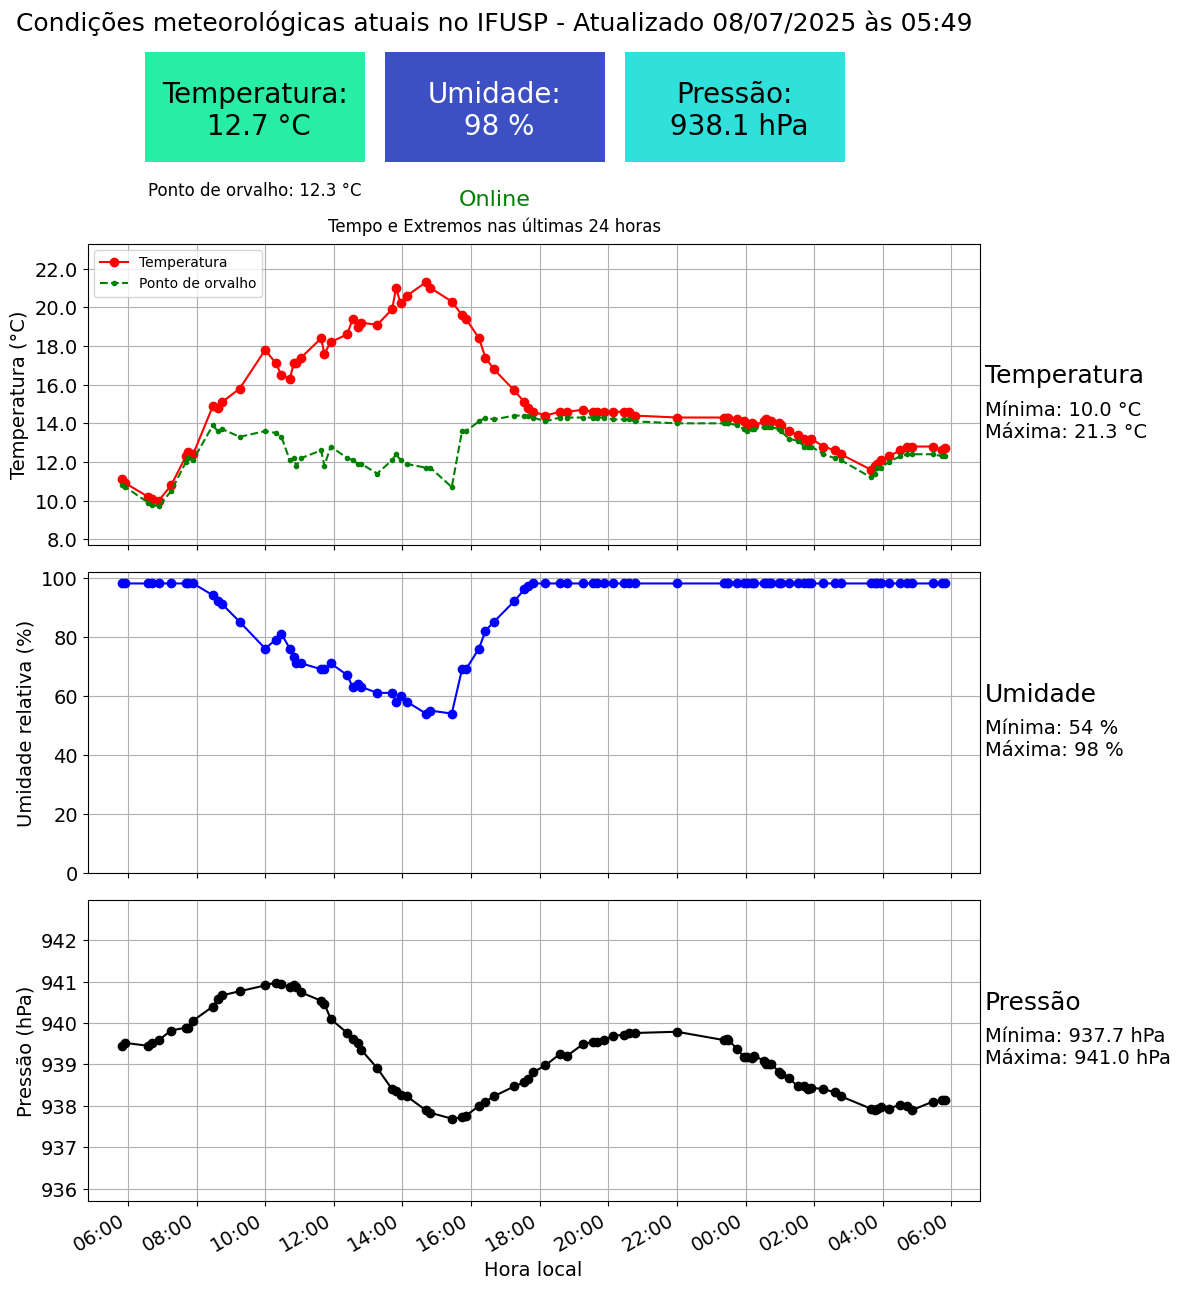 Condições meteorológicas atuais no IFUSP - Atualizado 08/07/2025 às 05:49
Temperatura:
12.7 °C
Umidade:
98 %
Pressão:
938.1 hPa
Ponto de orvalho: 12.3 °C
Online
Tempo e Extremos nas últimas 24 horas
Temperatura
Ponto de orvalho
Temperatura (°C)
22.0
20.0
18.0
16.0
14.0
12.0
10.0
8.0
Temperatura
Mínima: 10.0 °C
Máxima: 21.3 °C
Umidade relativa (%)
100
80
60
40
20
0
Umidade
Mínima: 54 %
Máxima: 98 %
Pressão (hPa)
942
941
940
939
938
937
936
Pressão
Mínima: 937.7 hPa
Máxima: 941.0 hPa
06:00 08:00 10:00 12:00 14:00 16:00 18:00 20:00 22:00 00:00 02:00 04:00 06:00
Hora local